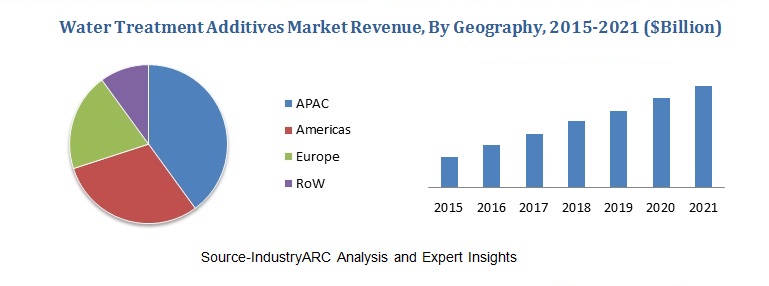 Water Treatment Additives Market Revenue, By Geography, 2015-2021 ($Billion)
APAC
Americas
Europe
RoW
2015 2016 2017 2018 2019 2020 2021
Source-IndustryARC Analysis and Expert Insights